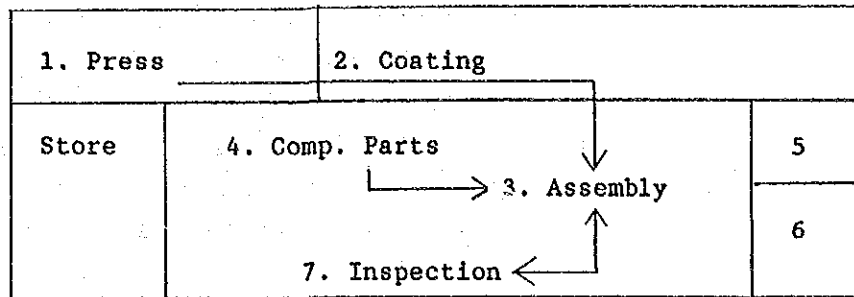 1. Press
2. Coating
Store
4. Comp. Parts
5
3. Assembly
6
7. Inspection